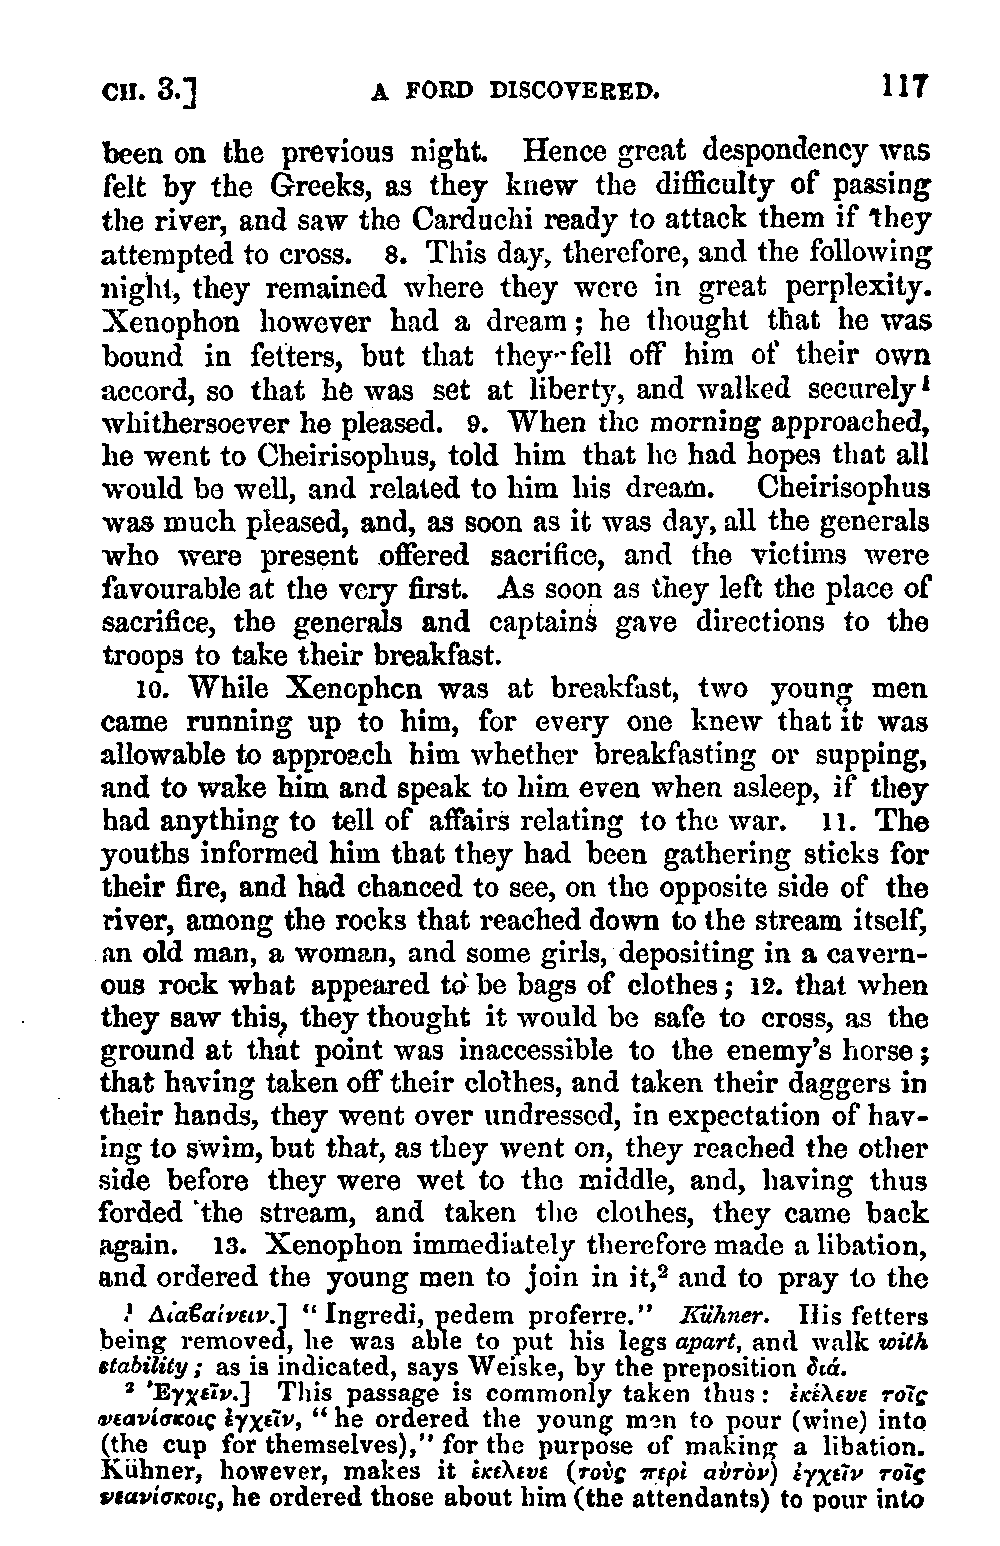 CH. 3.] A FORD DISCOVERED. 117
been on the previous night. Hence great despondency was
felt by the Greeks, as they knew the difficulty of passing
the river, and saw the Carduchi ready to attack them if they
attempted to cross. 8. This day, therefore, and the following
night, they remained where they were in great perplexity.
Xenophon however had a dream; he thought that he was
bound in fetters, but that they fell off him of their own
accord, so that he was set at liberty, and walked securely¹
whithersoever he pleased. 9. When the morning approached,
he went to Cheirisophus, told him that he had hopes that all
would be well, and related to him his dream. Cheirisophus
was much pleased, and, as soon as it was day, all the generals
who were present offered sacrifice, and the victims were
favourable at the very first. As soon as they left the place of
sacrifice, the generals and captains gave directions to the
troops to take their breakfast.
10. While Xenophon was at breakfast, two young men
came running up to him, for every one knew that it was
allowable to approach him whether breakfasting or supping,
and to wake him and speak to him even when asleep, if they
had anything to tell of affairs relating to the war. 11. The
youths informed him that they had been gathering sticks for
their fire, and had chanced to see, on the opposite side of the
river, among the rocks that reached down to the stream itself,
an old man, a woman, and some girls, depositing in a cavern-
ous rock what appeared to be bags of clothes; 12. that when
they saw this, they thought it would be safe to cross, as the
ground at that point was inaccessible to the enemy's horse;
that having taken off their clothes, and taken their daggers in
their hands, they went over undressed, in expectation of hav-
ing to swim, but that, as they went on, they reached the other
side before they were wet to the middle, and, having thus
forded the stream, and taken the clothes, they came back
again. 13. Xenophon immediately therefore made a libation,
and ordered the young men to join in it,² and to pray to the
¹ Διαϐαίνειν.] "Ingredi, pedem proferre." Kühner. His fetters
being removed, he was able to put his legs apart, and walk with
stability; as is indicated, says Weiske, by the preposition διά.
² Ἐγχεῖν.] This passage is commonly taken thus: ἐκέλευε τοῖς
νεανίσκοις ἐγχεῖν, "he ordered the young men to pour (wine) into
(the cup for themselves)," for the purpose of making a libation.
Kühner, however, makes it ἐκέλευε (τοὺς περὶ αὐτὸν) ἐγχεῖν τοῖς
νεανίσκοις, he ordered those about him (the attendants) to pour into